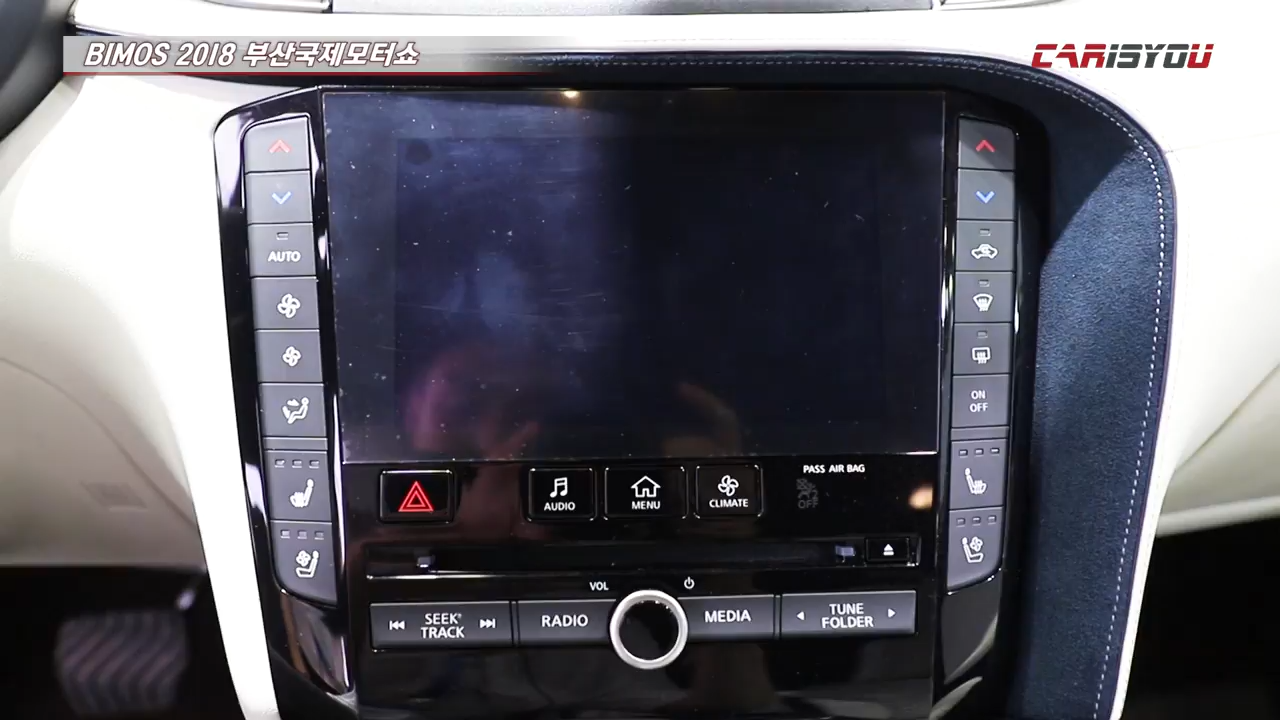 BIMOS 2018 부산국제모터쇼
CARISYOU
AUTO
ON
OFF
PASS AIR BAG
OFF
AUDIO
MENU
CLIMATE
VOL
SEEK
TRACK
RADIO
MEDIA
TUNE
FOLDER